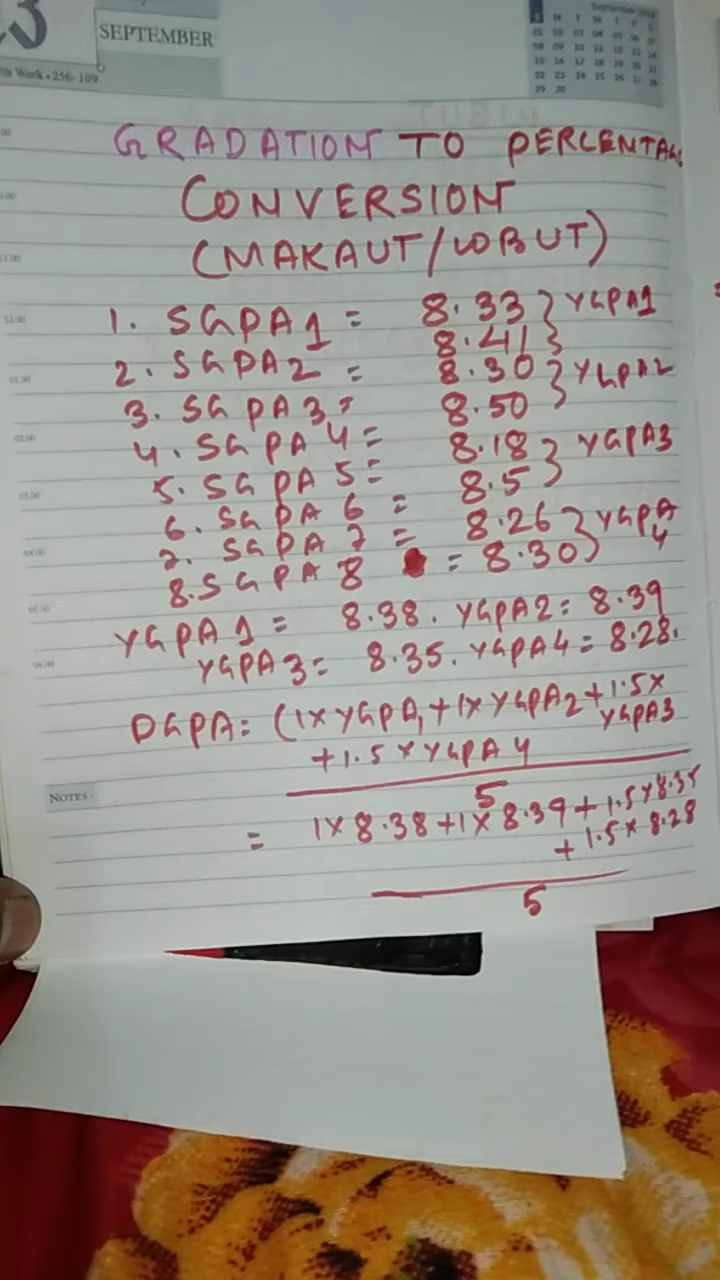 SEPTEMBER
September
GRADATION TO PERCENTAGE
CONVERSION
(MAKAUT/WBUT)
1. SGPA1 = 8.33 } YGPA1
2. SGPA2 = 8.41
3. SGPA3 = 8.30 } YGPA2
4. SGPA4 = 8.50
5. SGPA5 = 8.18 } YGPA3
6. SGPA6 = 8.5
7. SGPA7 = 8.26 } YGPA4
8. SGPA8 = 8.30
YGPA1 = 8.38. YGPA2 = 8.39
YGPA3 = 8.35. YGPA4 = 8.28.
DGPA = (1×YGPA1+1×YGPA2+1.5×
YGPA3
+1.5×YGPA4
5
= 1×8.38+1×8.39+1.5×8.35
+1.5×8.28
5
NOTES: